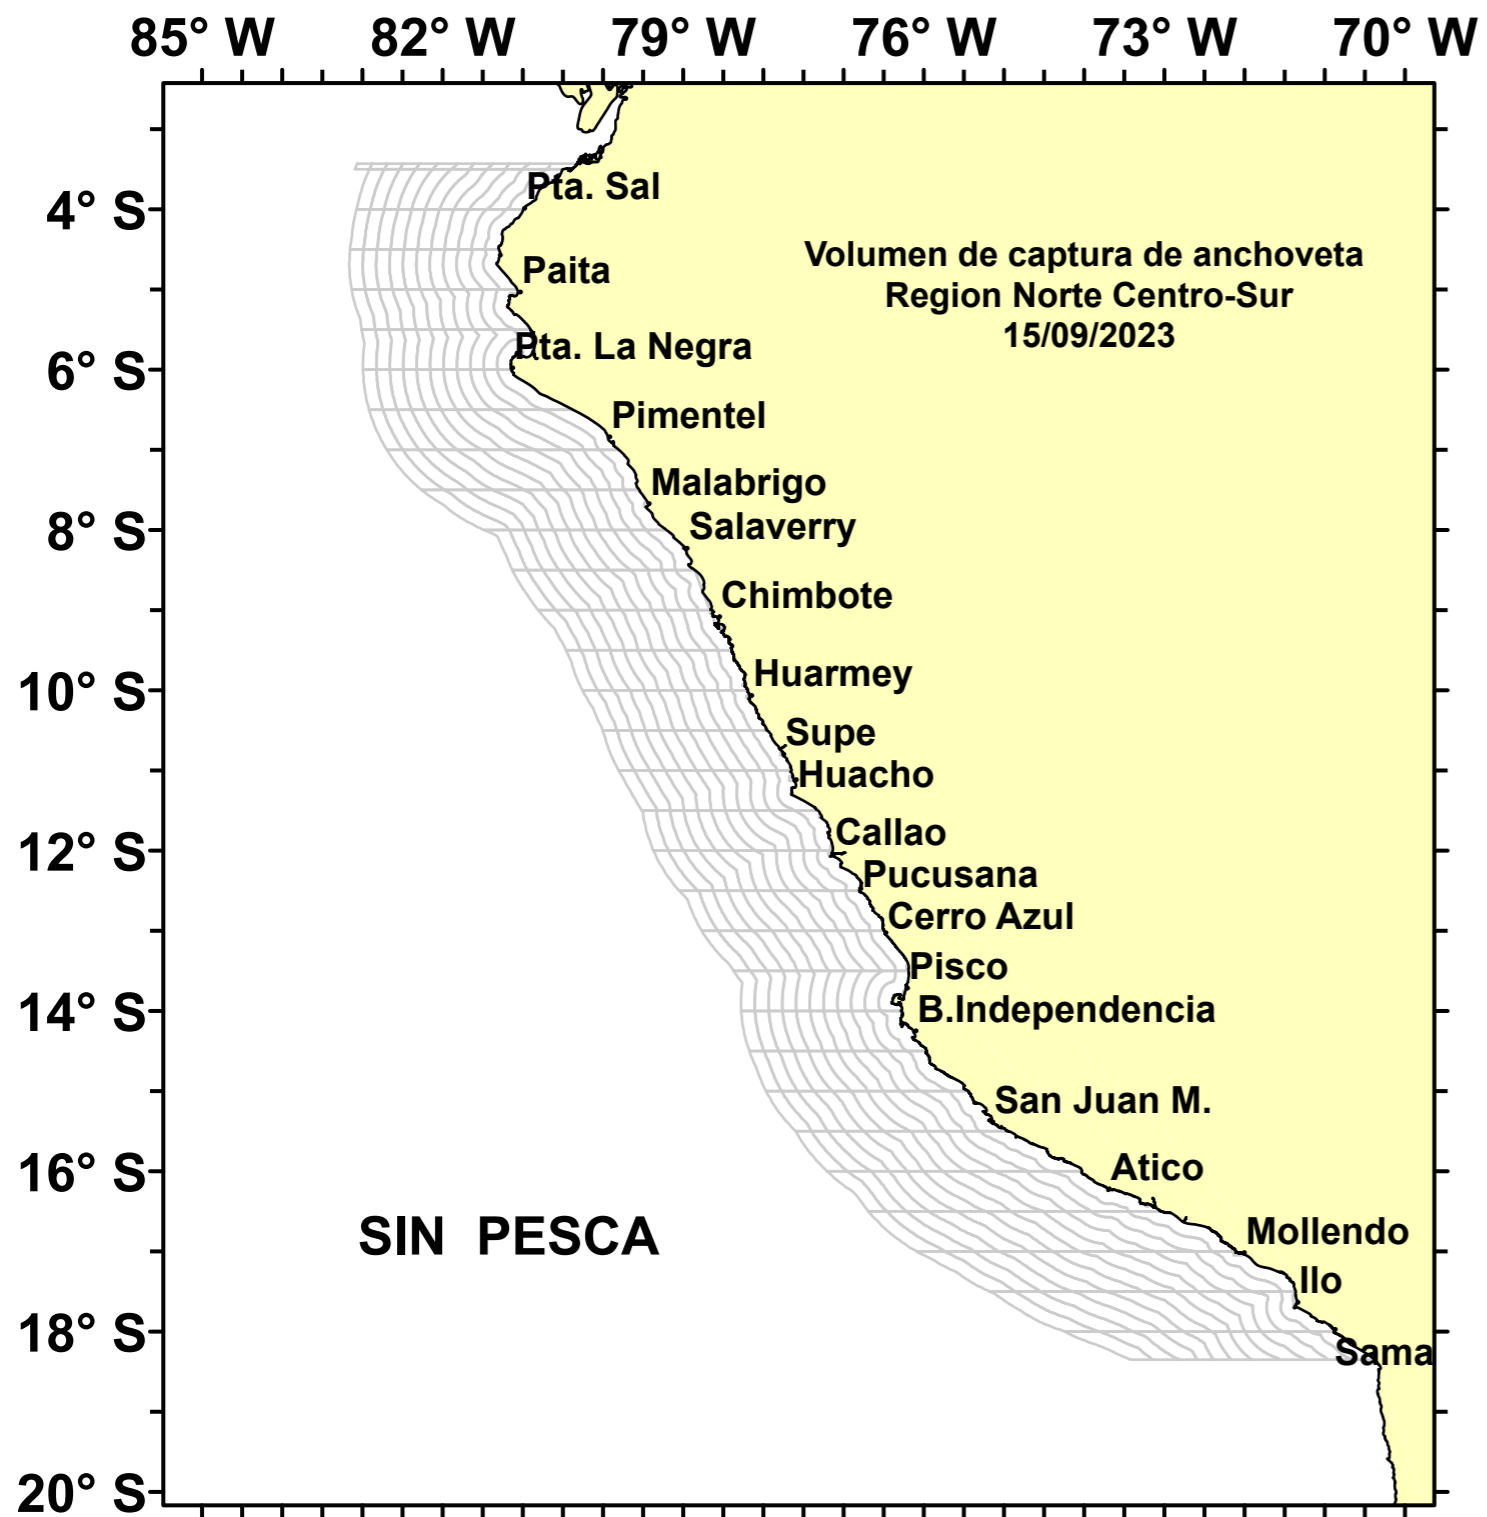 85° W 82° W 79° W 76° W 73° W 70° W
Pta. Sal
4° S
Volumen de captura de anchoveta
Region Norte Centro-Sur
15/09/2023
Paita
Pta. La Negra
6° S
Pimentel
Malabrigo
Salaverry
8° S
Chimbote
Huarmey
10° S
Supe
Huacho
Callao
12° S
Pucusana
Cerro Azul
Pisco
B.Independencia
14° S
San Juan M.
Atico
16° S
Mollendo
SIN PESCA
Ilo
18° S
Sama
20° S